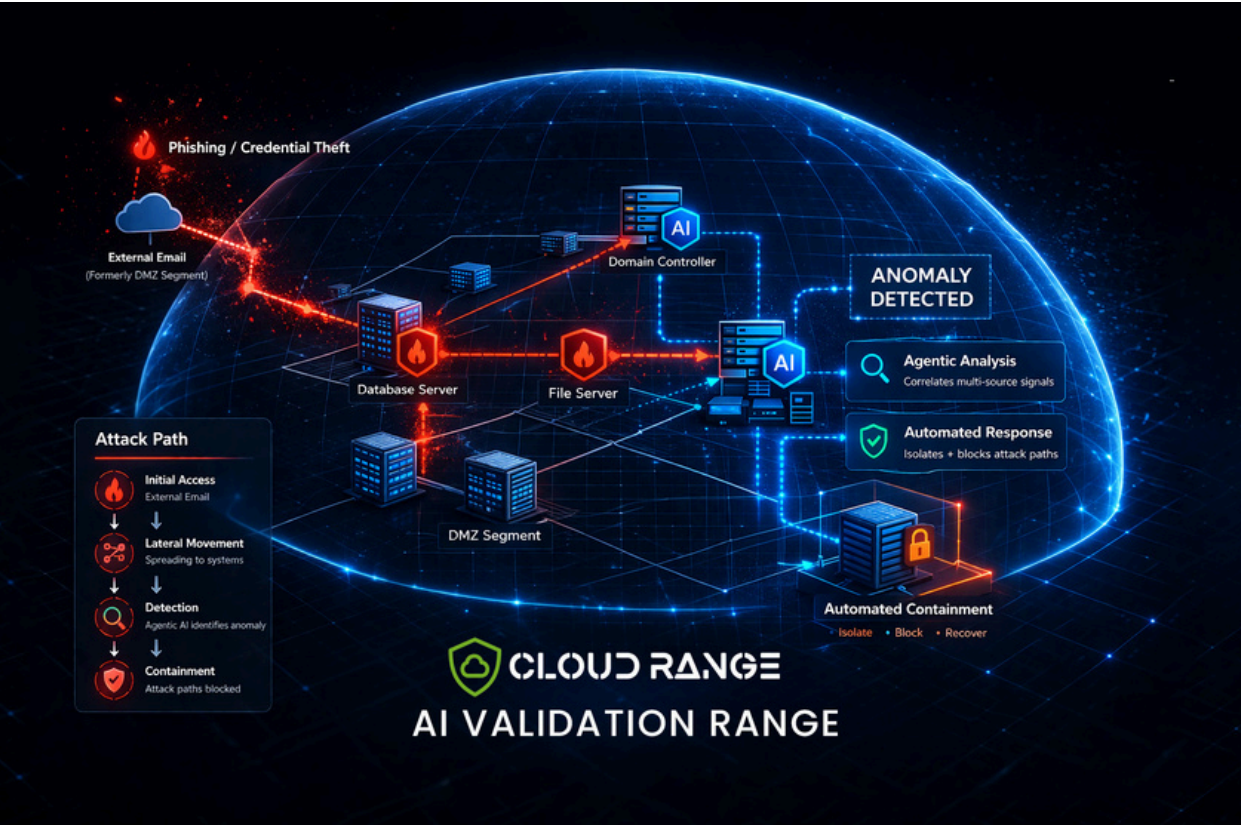 Phishing / Credential Theft
External Email
(Formerly DMZ Segment)
AI
Domain Controller
ANOMALY
DETECTED
AI
Agentic Analysis
Correlates multi-source signals
Database Server
File Server
Automated Response
Isolates + blocks attack paths
Attack Path
Initial Access
External Email
Lateral Movement
Spreading to systems
Detection
Agentic AI identifies anomaly
Containment
Attack paths blocked
DMZ Segment
Automated Containment
• Isolate • Block • Recover
CLOUD RANGE
AI VALIDATION RANGE